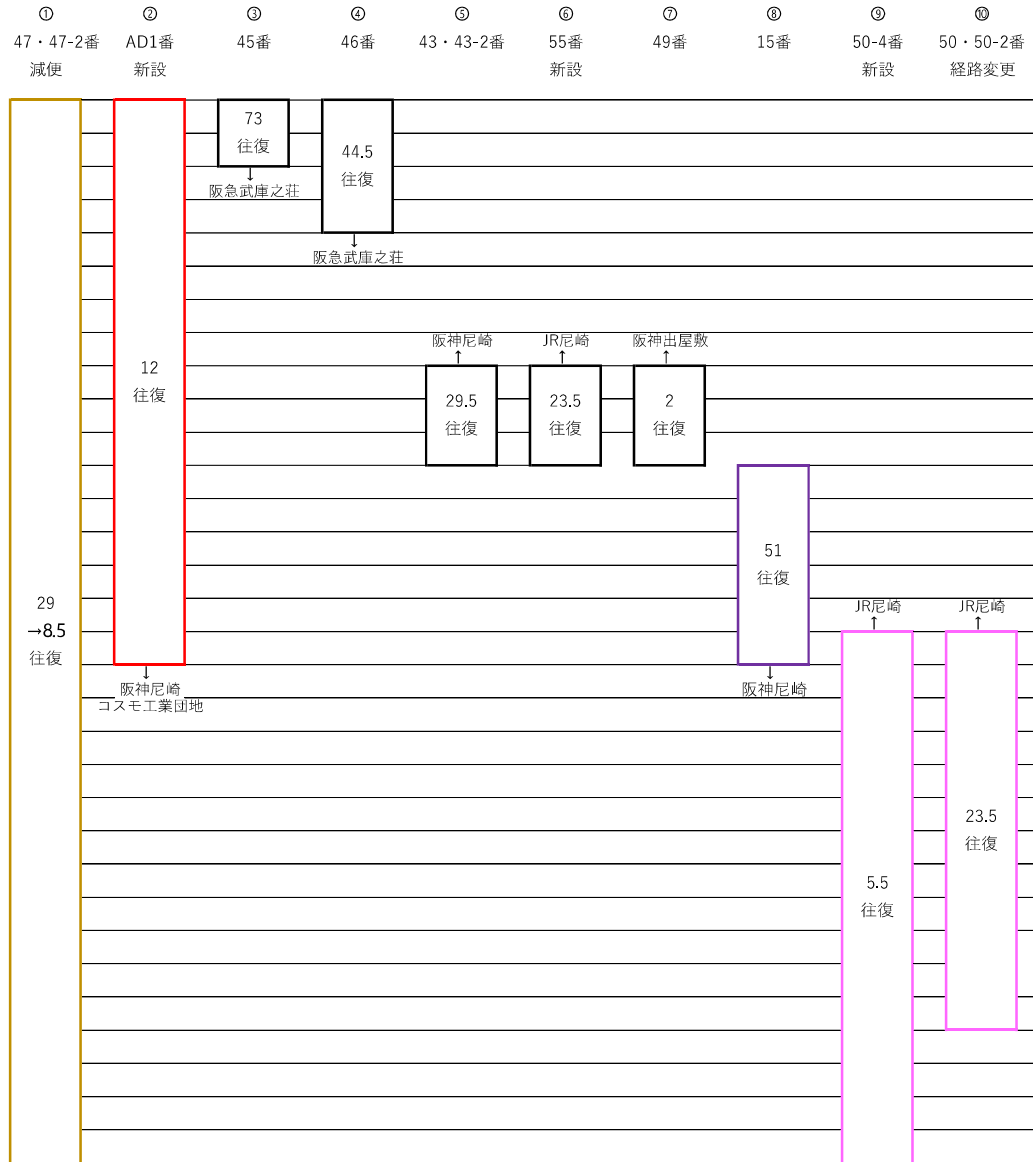 ①
47・47-2番
減便
②
AD1番
新設
③
45番
④
46番
⑤
43・43-2番
⑥
55番
新設
⑦
49番
⑧
15番
⑨
50-4番
新設
⑩
50・50-2番
経路変更
73
往復
↓
阪急武庫之荘
44.5
往復
↓
阪急武庫之荘
12
往復
阪神尼崎
↑
29.5
往復
JR尼崎
↑
23.5
往復
阪神出屋敷
↑
2
往復
51
往復
↓
阪神尼崎
29
→8.5
往復
↓
阪神尼崎
コスモ工業団地
JR尼崎
↑
5.5
往復
JR尼崎
↑
23.5
往復